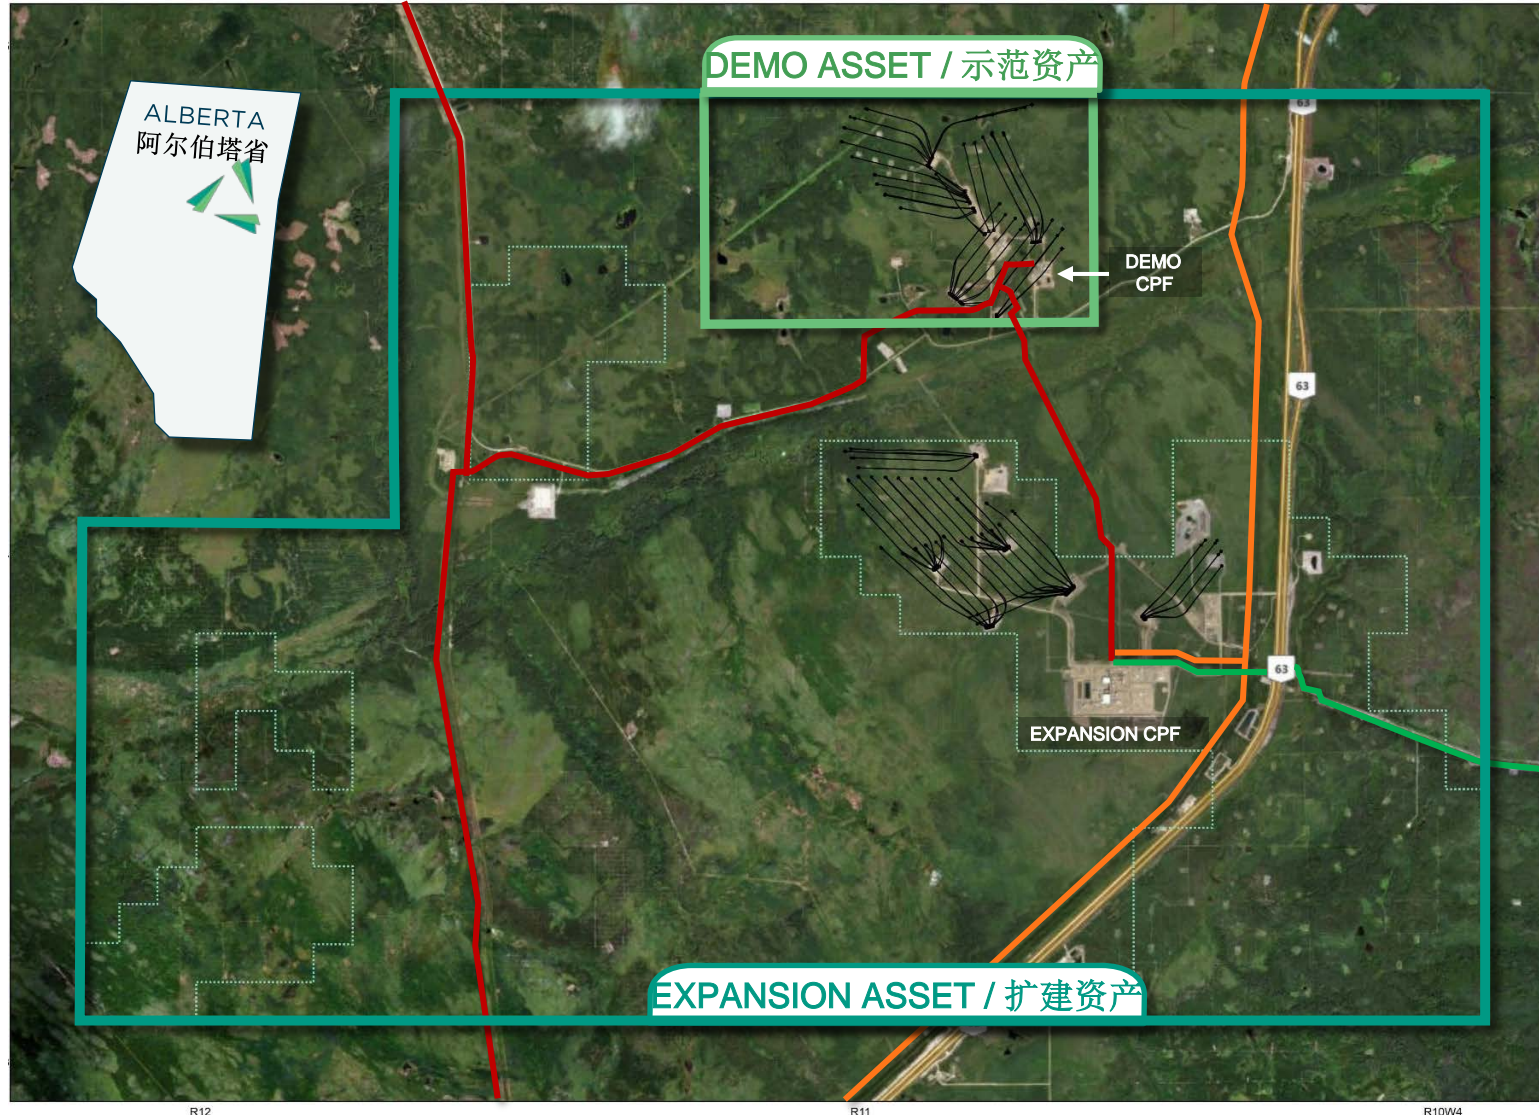 DEMO ASSET / 示范资产
63
ALBERTA
阿尔伯塔省
DEMO
CPF
63
63
EXPANSION CPF
EXPANSION ASSET / 扩建资产
R12
R11
R10W4